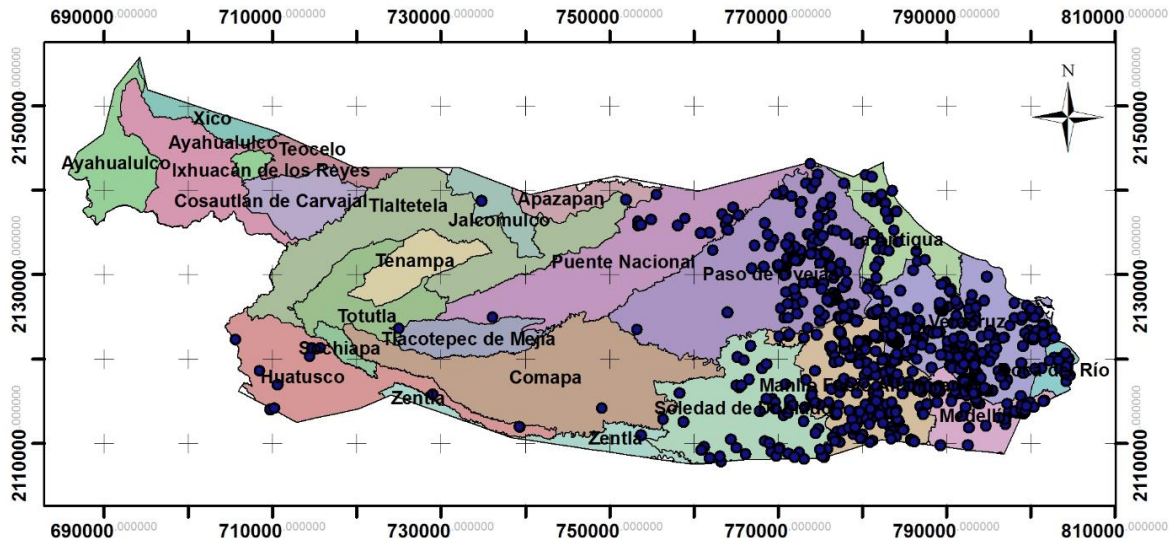 690000.000000 710000.000000 730000.000000 750000.000000 770000.000000 790000.000000 810000.000000
N
2150000.000000 2150000.000000
Xico
Ayahualulco
Teocelo
Ayahualulco
Ixhuacán de los Reyes
Cosautlán de Carvajal
Tlaltetela
Apazapan
Jalcomulco
La Antigua
2130000.000000 2130000.000000
Tenampa
Puente Nacional
Paso de Ovejas
Totutla
Veracruz
Tlacotepec de Mejía
Sochiapa
Huatusco
Comapa
Boca del Río
Manlio
Zentla
Soledad de
Medellín
Zentla
2110000.000000 2110000.000000
690000.000000 710000.000000 730000.000000 750000.000000 770000.000000 790000.000000 810000.000000